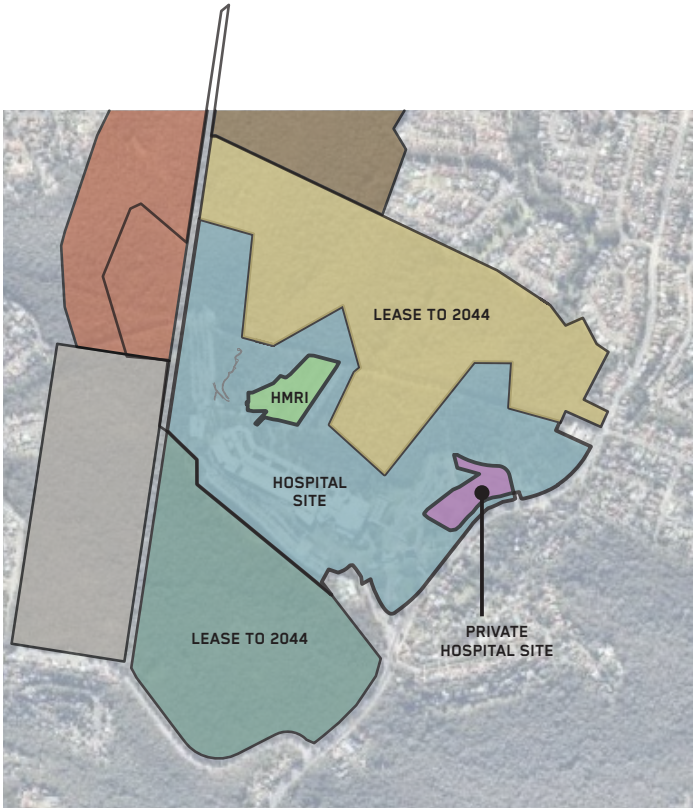 LEASE TO 2044
HMRI
HOSPITAL
SITE
LEASE TO 2044
PRIVATE
HOSPITAL SITE